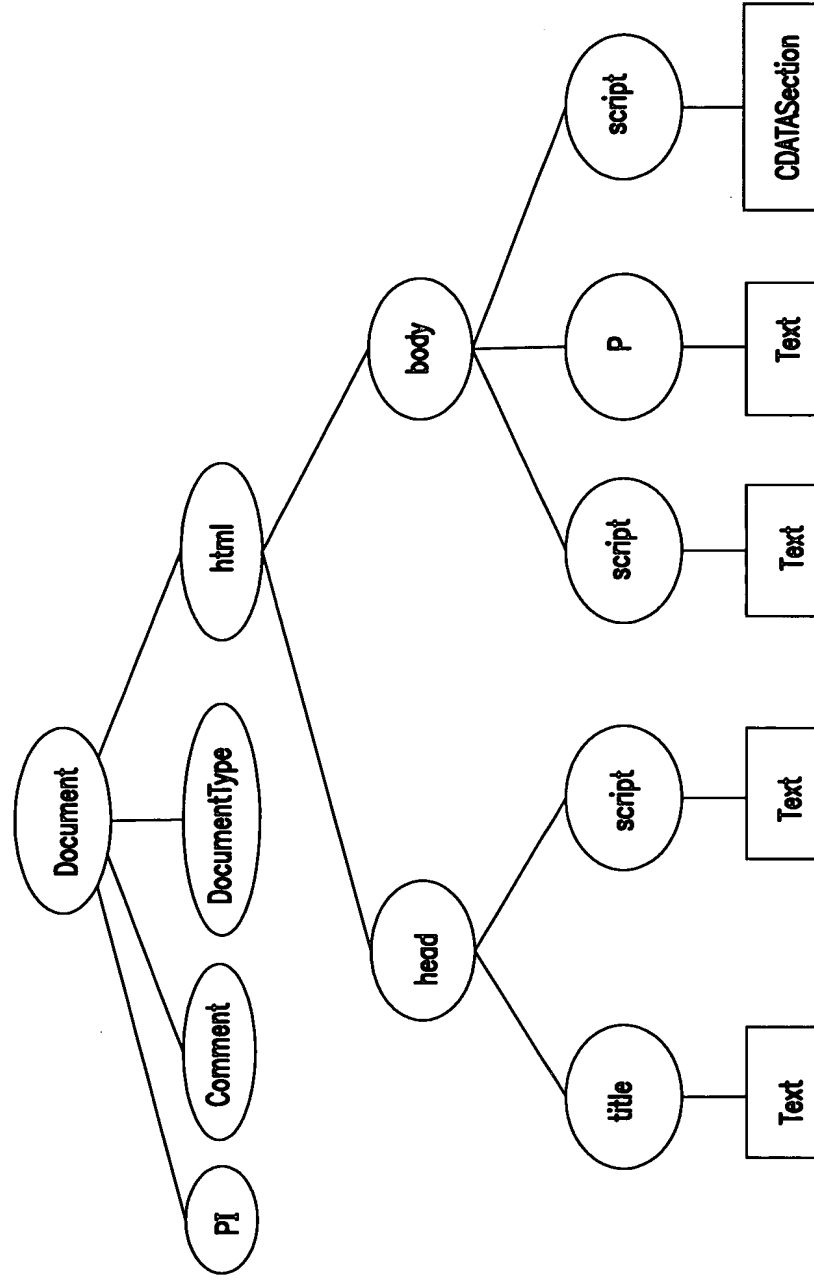 Document
PI
Comment
DocumentType
html
head
body
title
script
script
P
script
Text
Text
Text
Text
CDATASection